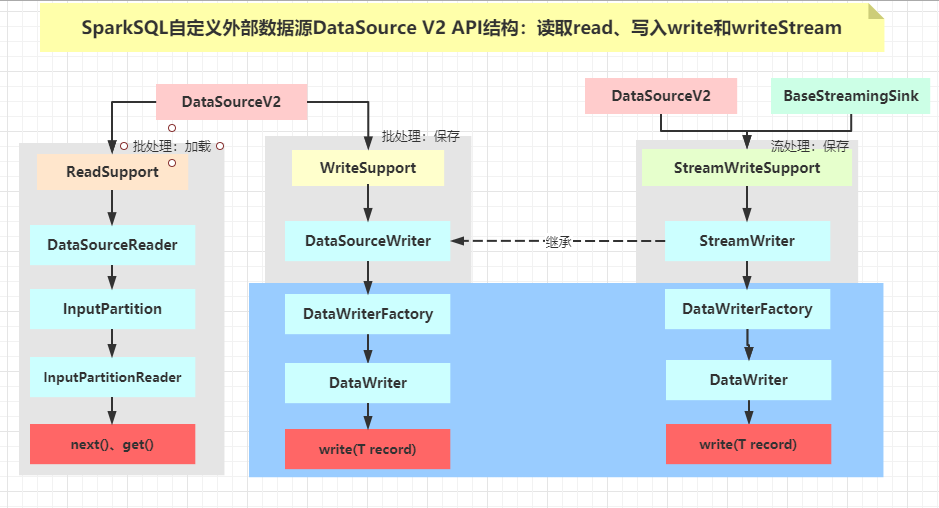 SparkSQL自定义外部数据源DataSource V2 API结构：读取read、写入write和writeStream
DataSourceV2
批处理：加载
ReadSupport
DataSourceReader
InputPartition
InputPartitionReader
next()、get()
批处理：保存
WriteSupport
DataSourceWriter
DataWriterFactory
DataWriter
write(T record)
继承
DataSourceV2
BaseStreamingSink
流处理：保存
StreamWriteSupport
StreamWriter
DataWriterFactory
DataWriter
write(T record)